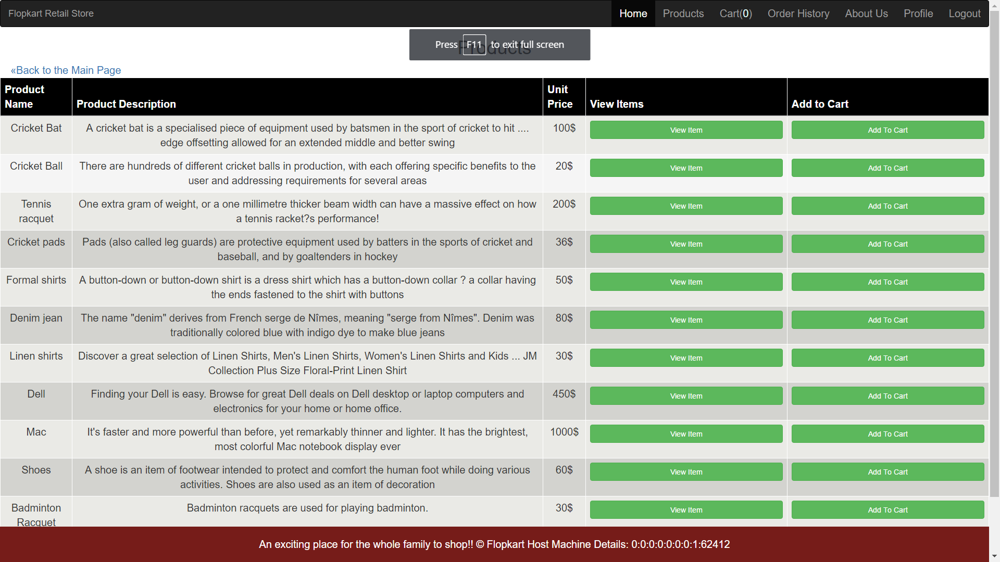 Flopkart Retail Store
Home Products Cart(0) Order History About Us Profile Logout
Press F11 to exit full screen
Products
«Back to the Main Page
Product Name Product Description Unit Price View Items Add to Cart
Cricket Bat A cricket bat is a specialised piece of equipment used by batsmen in the sport of cricket to hit .... 100$ View Item Add To Cart
edge offsetting allowed for an extended middle and better swing
Cricket Ball There are hundreds of different cricket balls in production, with each offering specific benefits to the 20$ View Item Add To Cart
user and addressing requirements for several areas
Tennis One extra gram of weight, or a one millimetre thicker beam width can have a massive effect on how 200$ View Item Add To Cart
racquet a tennis racket?s performance!
Cricket pads Pads (also called leg guards) are protective equipment used by batters in the sports of cricket and 36$ View Item Add To Cart
baseball, and by goaltenders in hockey
Formal shirts A button-down or button-down shirt is a dress shirt which has a button-down collar ? a collar having 50$ View Item Add To Cart
the ends fastened to the shirt with buttons
Denim jean The name "denim" derives from French serge de Nîmes, meaning "serge from Nîmes". Denim was 80$ View Item Add To Cart
traditionally colored blue with indigo dye to make blue jeans
Linen shirts Discover a great selection of Linen Shirts, Men's Linen Shirts, Women's Linen Shirts and Kids ... JM 30$ View Item Add To Cart
Collection Plus Size Floral-Print Linen Shirt
Dell Finding your Dell is easy. Browse for great Dell deals on Dell desktop or laptop computers and 450$ View Item Add To Cart
electronics for your home or home office.
Mac It's faster and more powerful than before, yet remarkably thinner and lighter. It has the brightest, 1000$ View Item Add To Cart
most colorful Mac notebook display ever
Shoes A shoe is an item of footwear intended to protect and comfort the human foot while doing various 60$ View Item Add To Cart
activities. Shoes are also used as an item of decoration
Badminton Badminton racquets are used for playing badminton. 30$ View Item Add To Cart
Racquet
An exciting place for the whole family to shop!! © Flopkart Host Machine Details: 0:0:0:0:0:0:0:1:62412